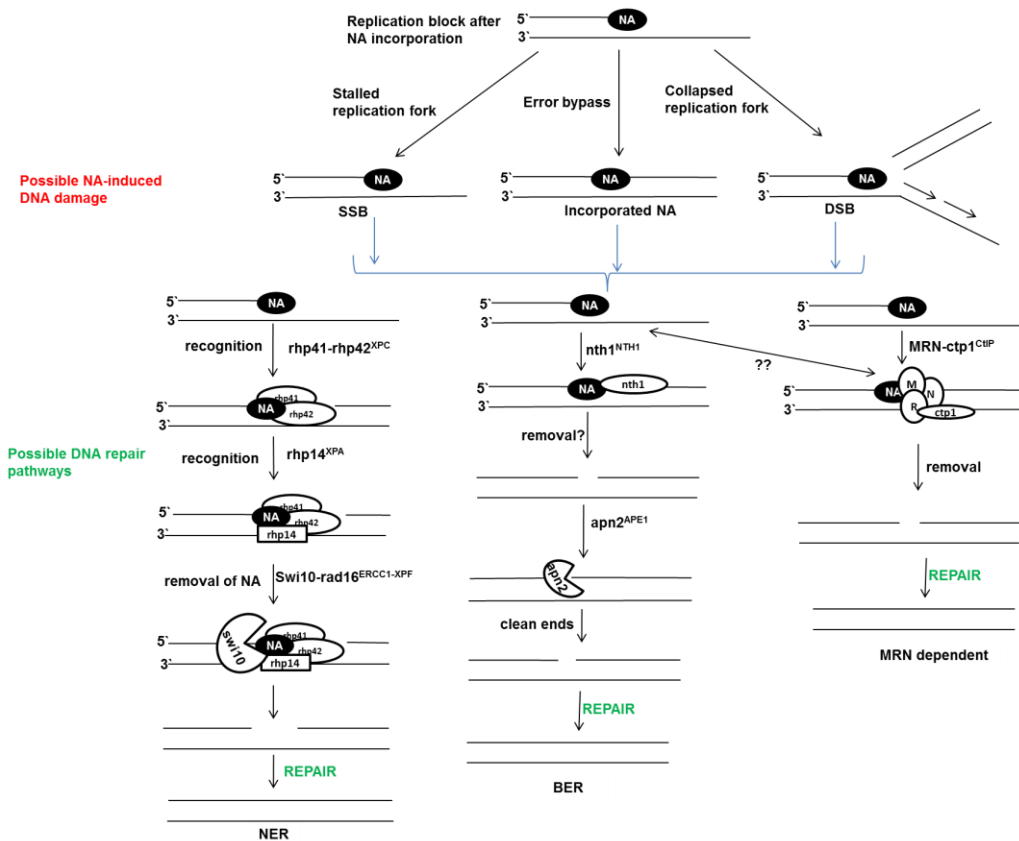 Replication block after
NA incorporation
5`
NA
3`
Stalled
replication fork
Error bypass
Collapsed
replication fork
Possible NA-induced
DNA damage
5`
NA
3`
SSB
5`
NA
3`
Incorporated NA
5`
NA
3`
DSB
5`
NA
3`
recognition
rhp41-rhp42XPC
5`
rhp41
NA
rhp42
3`
Possible DNA repair
pathways
recognition
rhp14XPA
5`
rhp41
NA
rhp42
3`
rhp14
removal of NA
Swi10-rad16ERCC1-XPF
5`
swi10
rhp41
NA
rhp42
3`
rhp14
REPAIR
NER
5`
NA
3`
nth1NTH1
5`
NA
nth1
3`
removal?
apn2APE1
apn2
clean ends
REPAIR
BER
??
5`
NA
3`
MRN-ctp1CtIP
5`
NA
M
N
R
3`
ctp1
removal
REPAIR
MRN dependent